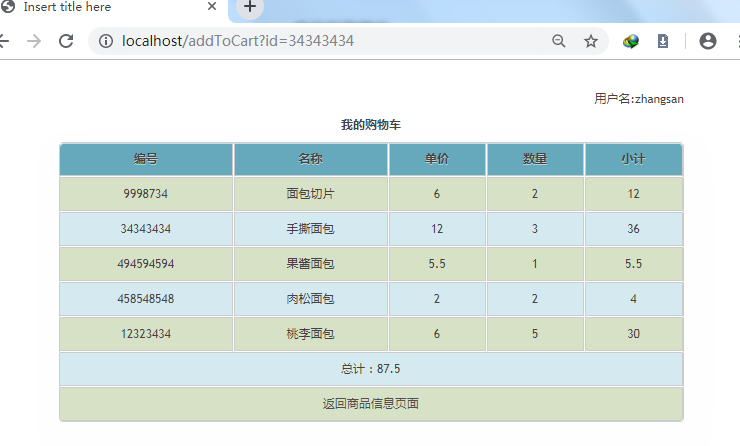 Insert title here
localhost/addToCart?id=34343434
用户名:zhangsan
我的购物车
编号 名称 单价 数量 小计
9998734 面包切片 6 2 12
34343434 手撕面包 12 3 36
494594594 果酱面包 5.5 1 5.5
458548548 肉松面包 2 2 4
12323434 桃李面包 6 5 30
总计：87.5
返回商品信息页面